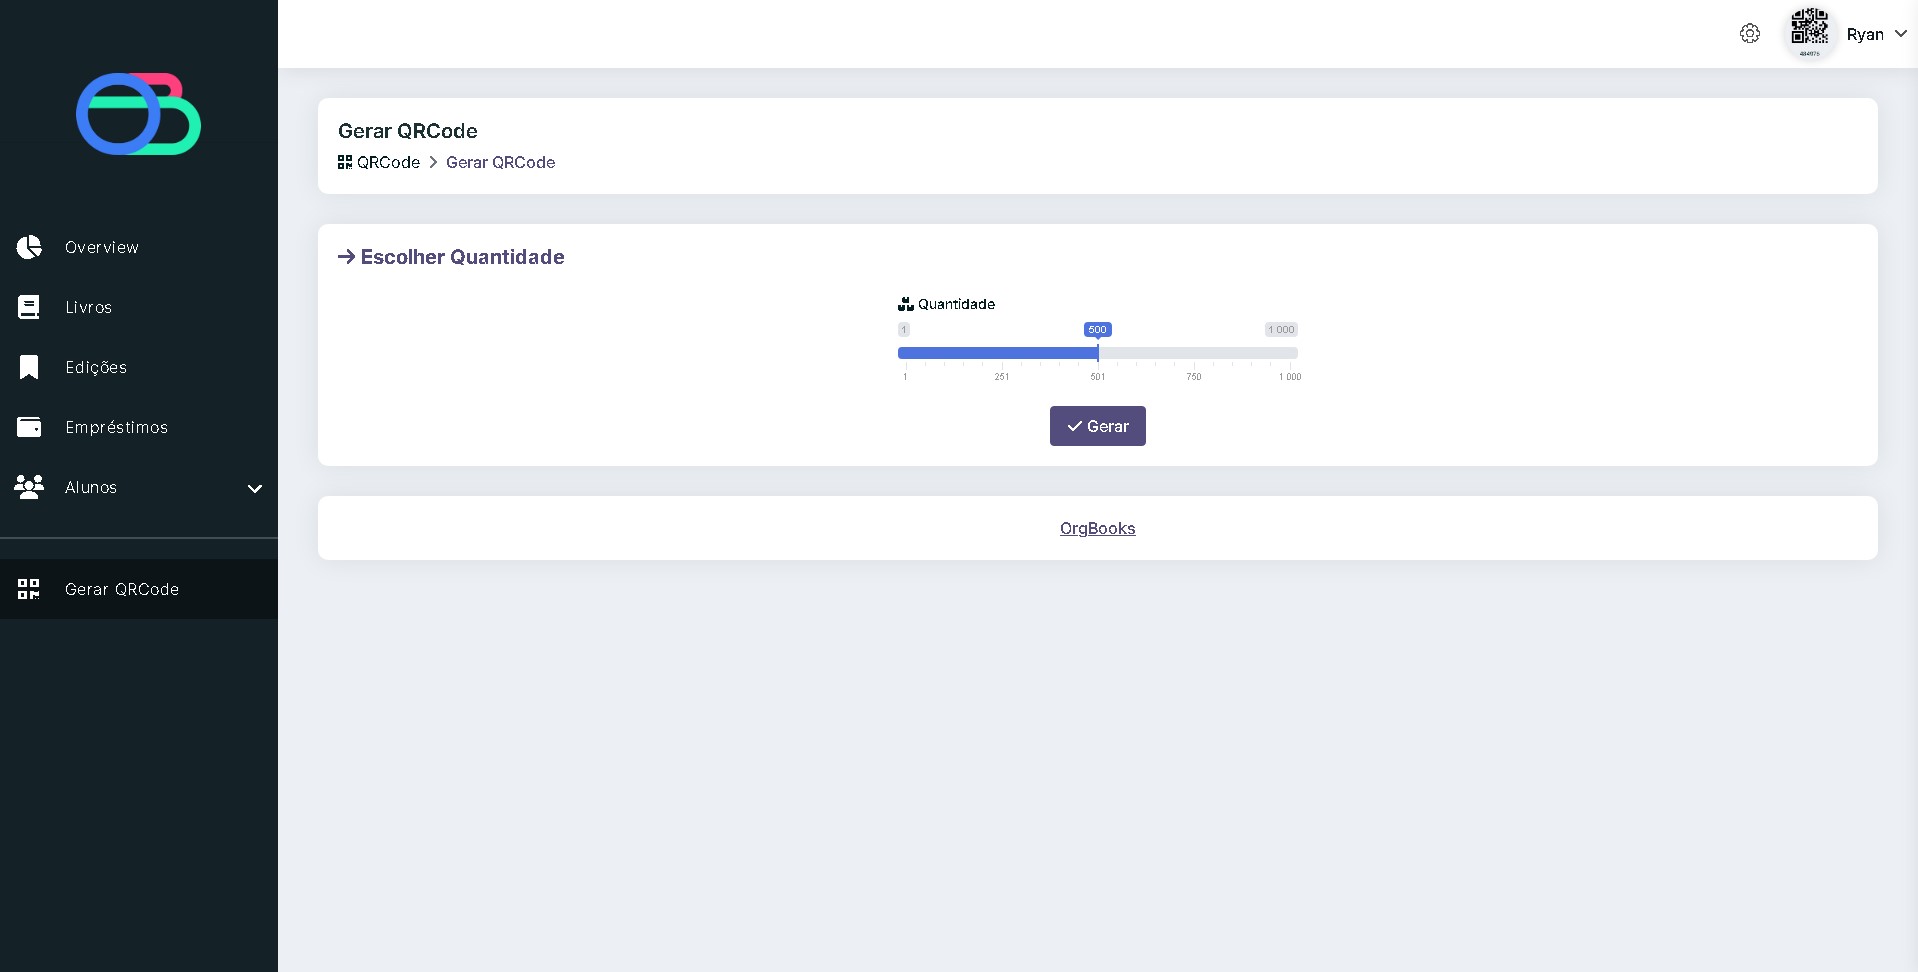 484976
Ryan
Gerar QRCode
QRCode > Gerar QRCode
Overview
Livros
Edições
Empréstimos
Alunos
Gerar QRCode
→ Escolher Quantidade
Quantidade
1 500 1 000
1 251 501 750 1 000
Gerar
OrgBooks